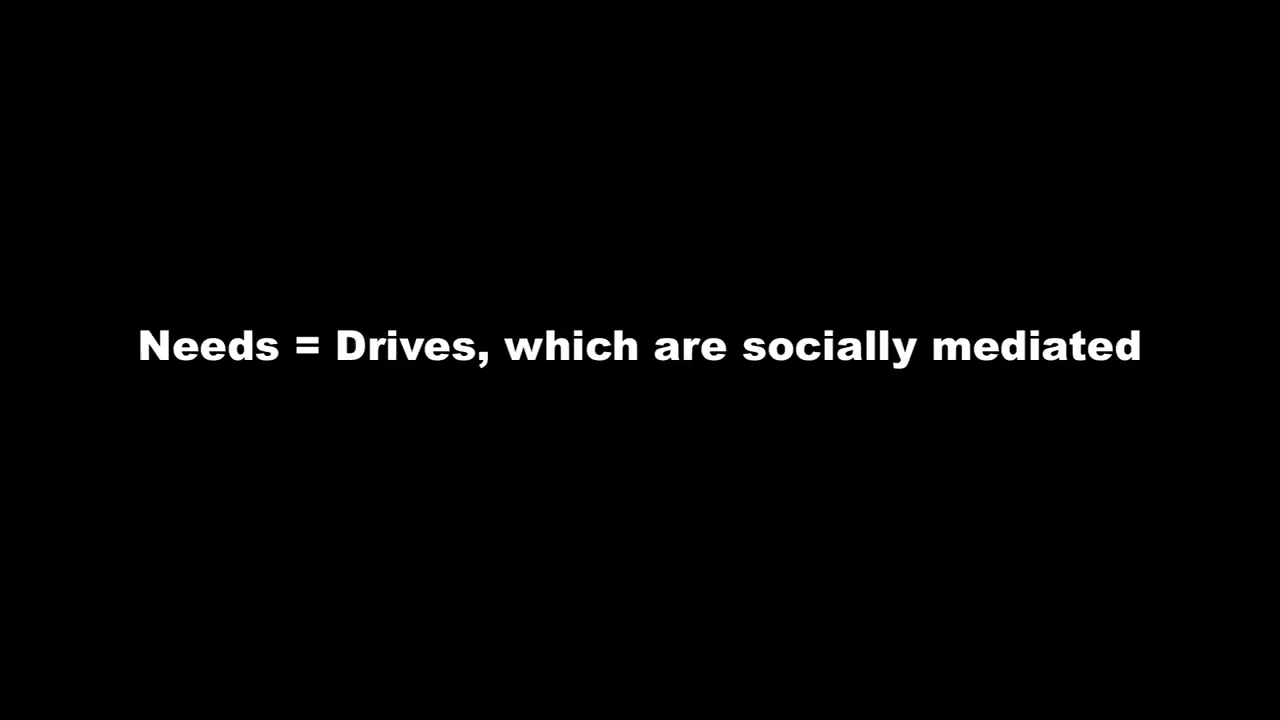 Needs = Drives, which are socially mediated